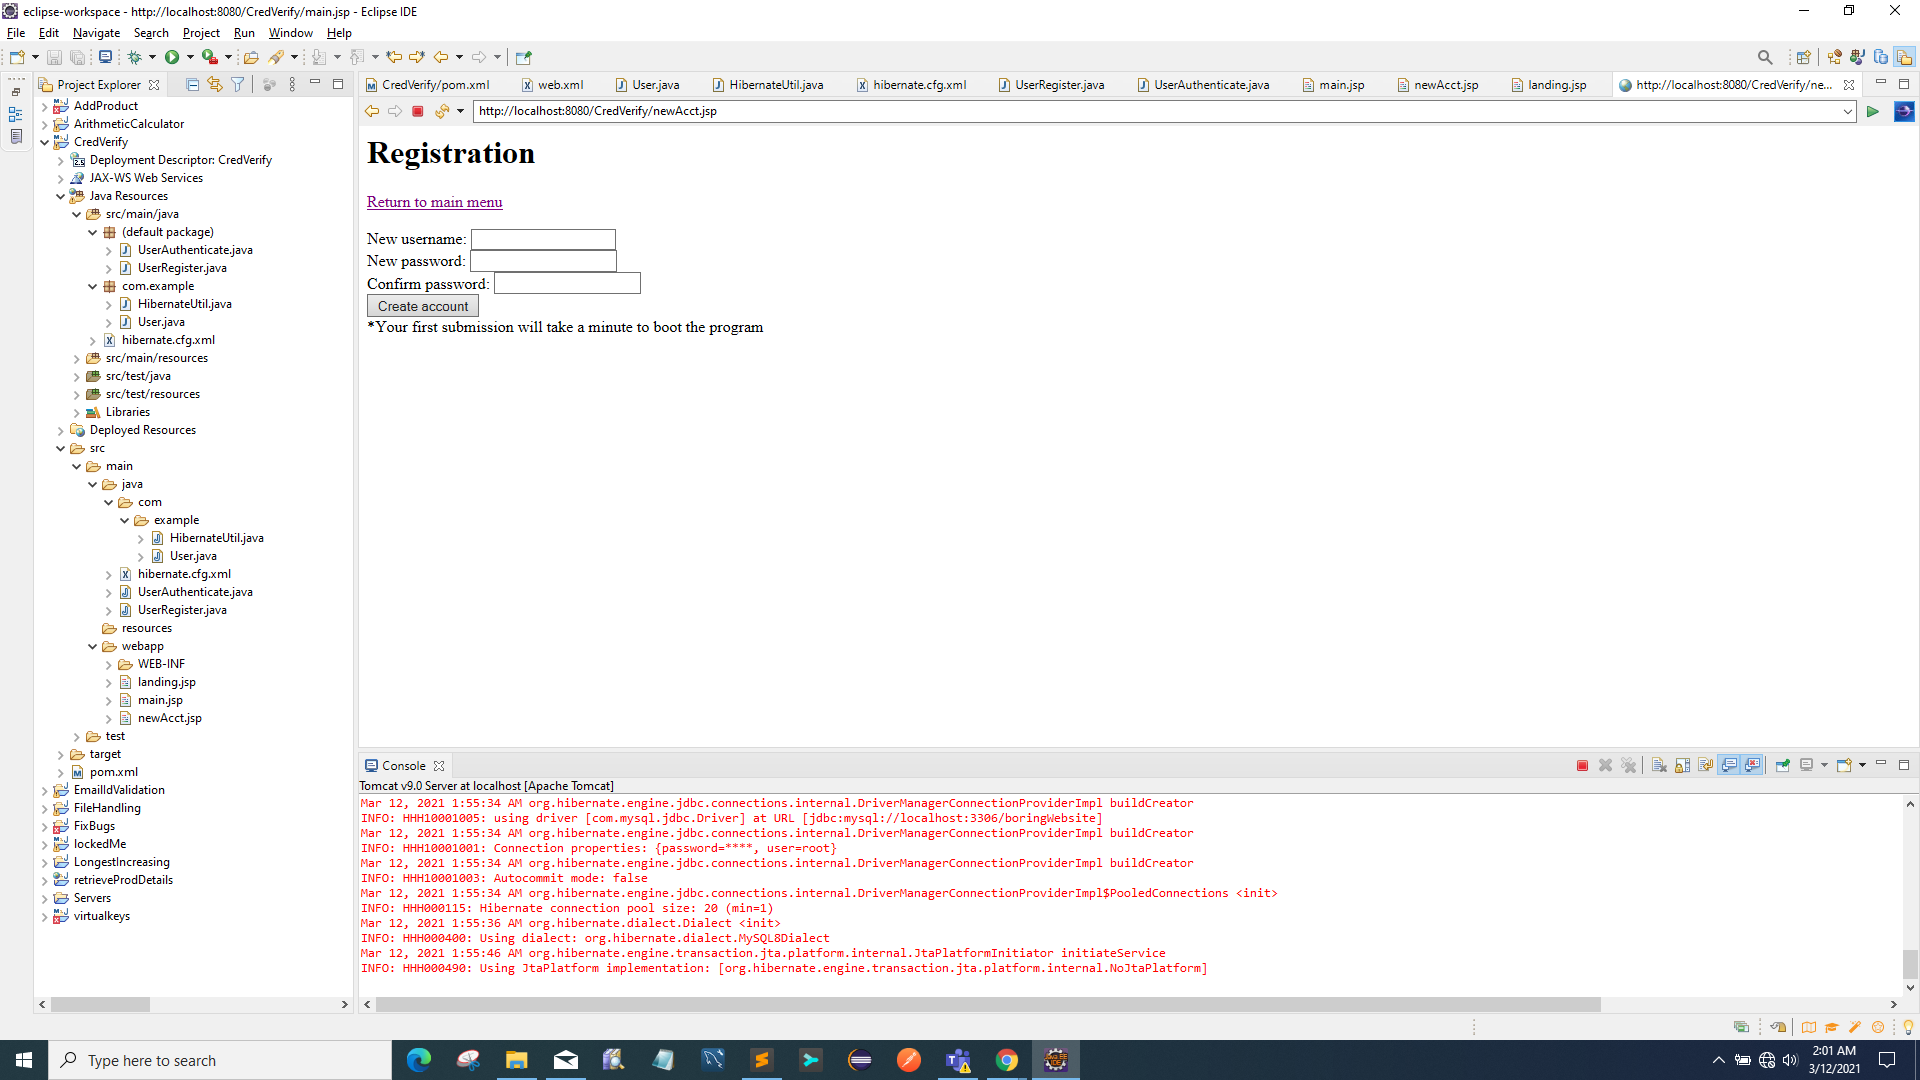 eclipse-workspace - http://localhost:8080/CredVerify/main.jsp - Eclipse IDE
File Edit Navigate Search Project Run Window Help
Project Explorer
CredVerify/pom.xml web.xml User.java HibernateUtil.java hibernate.cfg.xml UserRegister.java UserAuthenticate.java main.jsp newAcct.jsp landing.jsp http://localhost:8080/CredVerify/ne...
http://localhost:8080/CredVerify/newAcct.jsp
AddProduct
ArithmeticCalculator
CredVerify
Deployment Descriptor: CredVerify
JAX-WS Web Services
Java Resources
src/main/java
(default package)
UserAuthenticate.java
UserRegister.java
com.example
HibernateUtil.java
User.java
hibernate.cfg.xml
src/main/resources
src/test/java
src/test/resources
Libraries
Deployed Resources
src
main
java
com
example
HibernateUtil.java
User.java
hibernate.cfg.xml
UserAuthenticate.java
UserRegister.java
resources
webapp
WEB-INF
landing.jsp
main.jsp
newAcct.jsp
test
target
pom.xml
EmailIdValidation
FileHandling
FixBugs
lockedMe
LongestIncreasing
retrieveProdDetails
Servers
virtualkeys
Registration
Return to main menu
New username:
New password:
Confirm password:
Create account
*Your first submission will take a minute to boot the program
Console
Tomcat v9.0 Server at localhost [Apache Tomcat]
Mar 12, 2021 1:55:34 AM org.hibernate.engine.jdbc.connections.internal.DriverManagerConnectionProviderImpl buildCreator
INFO: HHH10001005: using driver [com.mysql.jdbc.Driver] at URL [jdbc:mysql://localhost:3306/boringWebsite]
Mar 12, 2021 1:55:34 AM org.hibernate.engine.jdbc.connections.internal.DriverManagerConnectionProviderImpl buildCreator
INFO: HHH10001001: Connection properties: {password=****, user=root}
Mar 12, 2021 1:55:34 AM org.hibernate.engine.jdbc.connections.internal.DriverManagerConnectionProviderImpl buildCreator
INFO: HHH10001003: Autocommit mode: false
Mar 12, 2021 1:55:34 AM org.hibernate.engine.jdbc.connections.internal.DriverManagerConnectionProviderImpl$PooledConnections <init>
INFO: HHH000115: Hibernate connection pool size: 20 (min=1)
Mar 12, 2021 1:55:36 AM org.hibernate.dialect.Dialect <init>
INFO: HHH000400: Using dialect: org.hibernate.dialect.MySQL8Dialect
Mar 12, 2021 1:55:46 AM org.hibernate.engine.transaction.jta.platform.internal.JtaPlatformInitiator initiateService
INFO: HHH000490: Using JtaPlatform implementation: [org.hibernate.engine.transaction.jta.platform.internal.NoJtaPlatform]
Type here to search
2:01 AM
3/12/2021